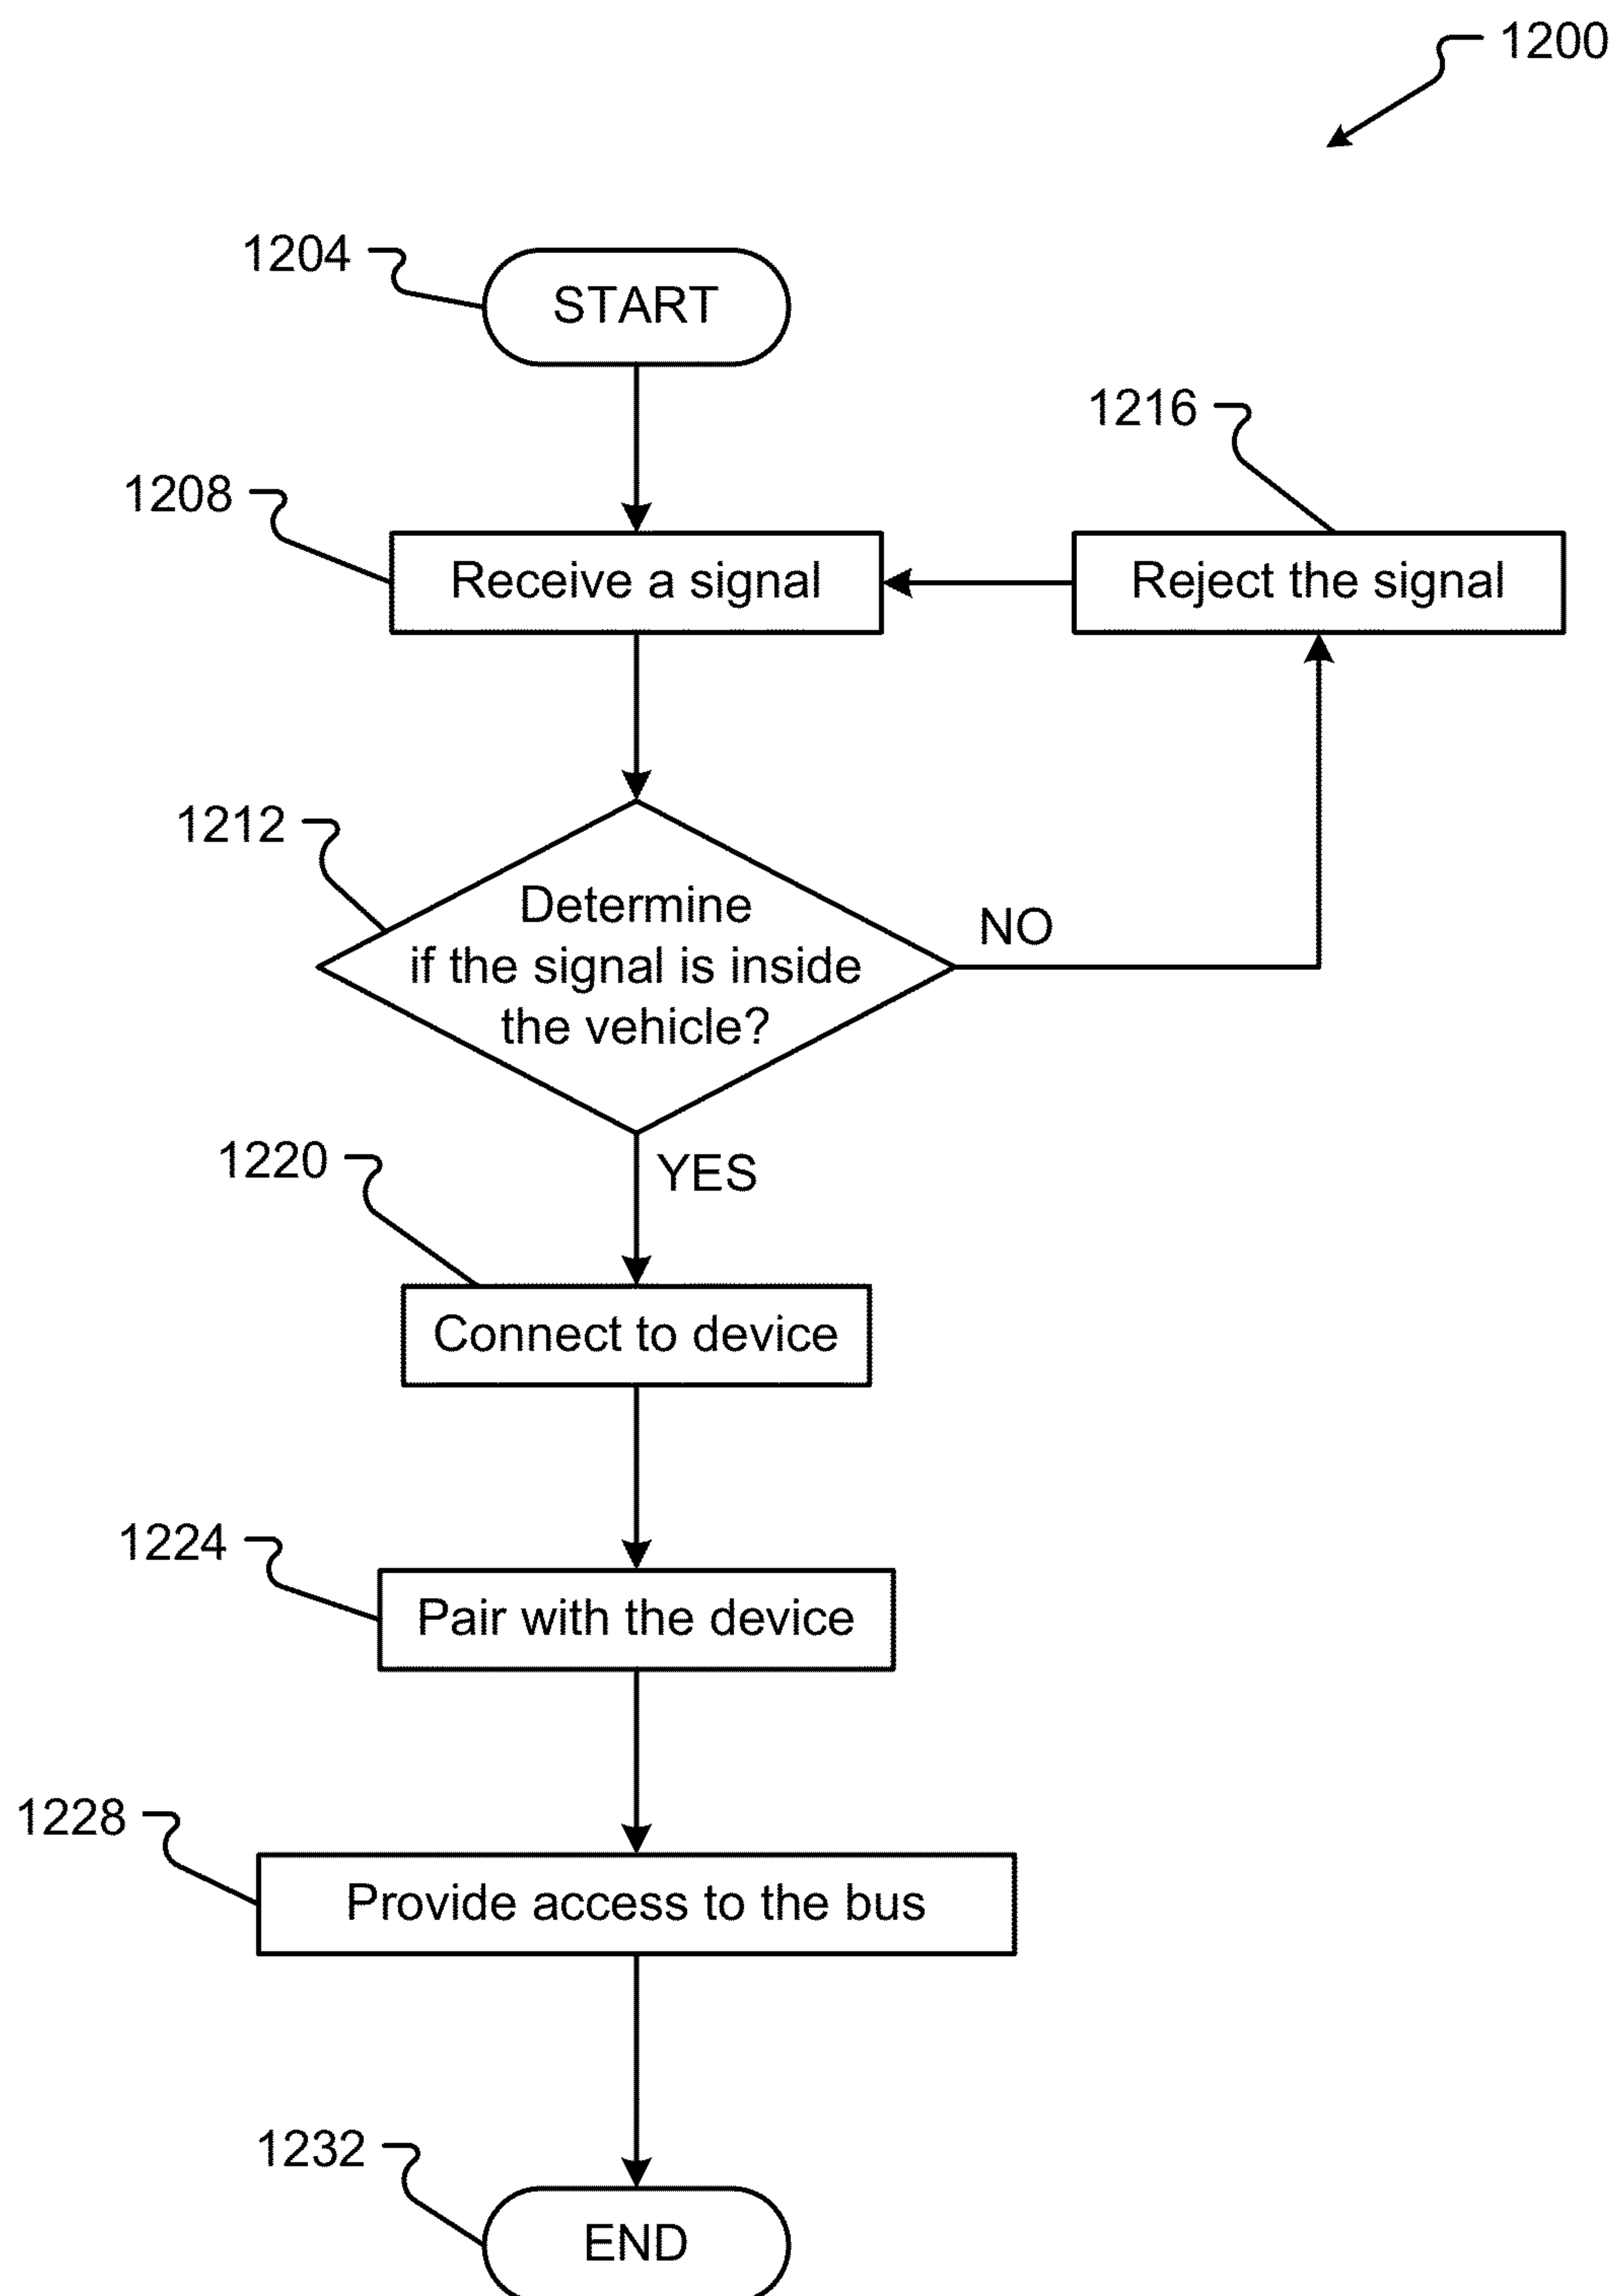 1200
1204
START
1216
1208
Receive a signal
Reject the signal
1212
Determine
if the signal is inside
the vehicle?
NO
1220
YES
Connect to device
1224
Pair with the device
1228
Provide access to the bus
1232
END